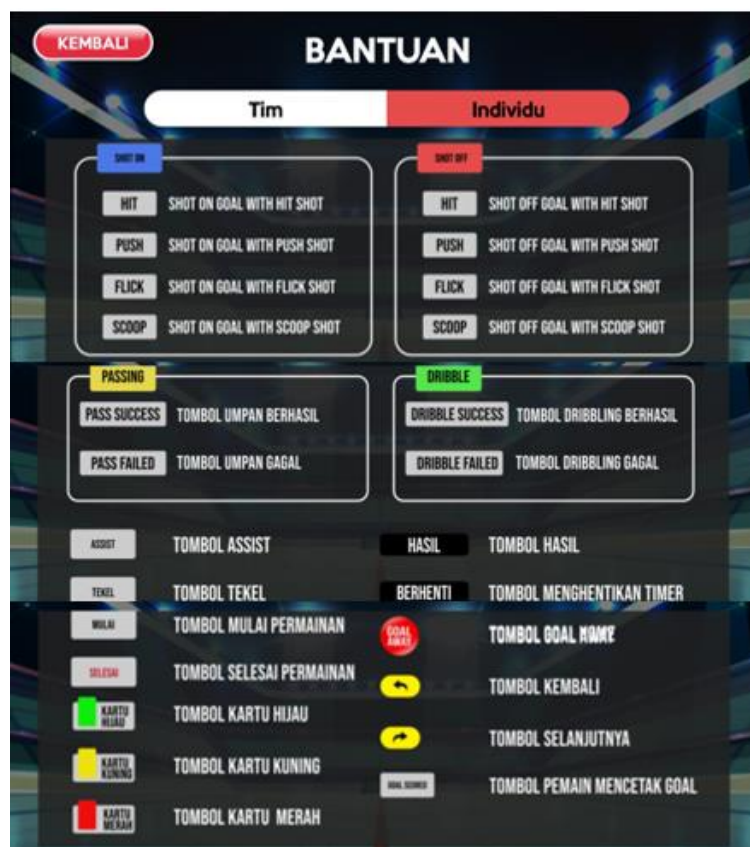 KEMBALI
BANTUAN
Tim
Individu
SHOT ON
HIT SHOT ON GOAL WITH HIT SHOT
PUSH SHOT ON GOAL WITH PUSH SHOT
FLICK SHOT ON GOAL WITH FLICK SHOT
SCOOP SHOT ON GOAL WITH SCOOP SHOT
SHOT OFF
HIT SHOT OFF GOAL WITH HIT SHOT
PUSH SHOT OFF GOAL WITH PUSH SHOT
FLICK SHOT OFF GOAL WITH FLICK SHOT
SCOOP SHOT OFF GOAL WITH SCOOP SHOT
PASSING
PASS SUCCESS TOMBOL UMPAN BERHASIL
PASS FAILED TOMBOL UMPAN GAGAL
DRIBBLE
DRIBBLE SUCCESS TOMBOL DRIBBLING BERHASIL
DRIBBLE FAILED TOMBOL DRIBBLING GAGAL
ASSIST TOMBOL ASSIST
TEKEL TOMBOL TEKEL
MULAI TOMBOL MULAI PERMAINAN
SELESAI TOMBOL SELESAI PERMAINAN
KARTU
HIJAU
TOMBOL KARTU HIJAU
KARTU
KUNING
TOMBOL KARTU KUNING
KARTU
MERAH
TOMBOL KARTU MERAH
HASIL TOMBOL HASIL
BERHENTI TOMBOL MENGHENTIKAN TIMER
GOAL
AWAY
TOMBOL GOAL
TOMBOL KEMBALI
TOMBOL SELANJUTNYA
TOMBOL PEMAIN MENCETAK GOAL